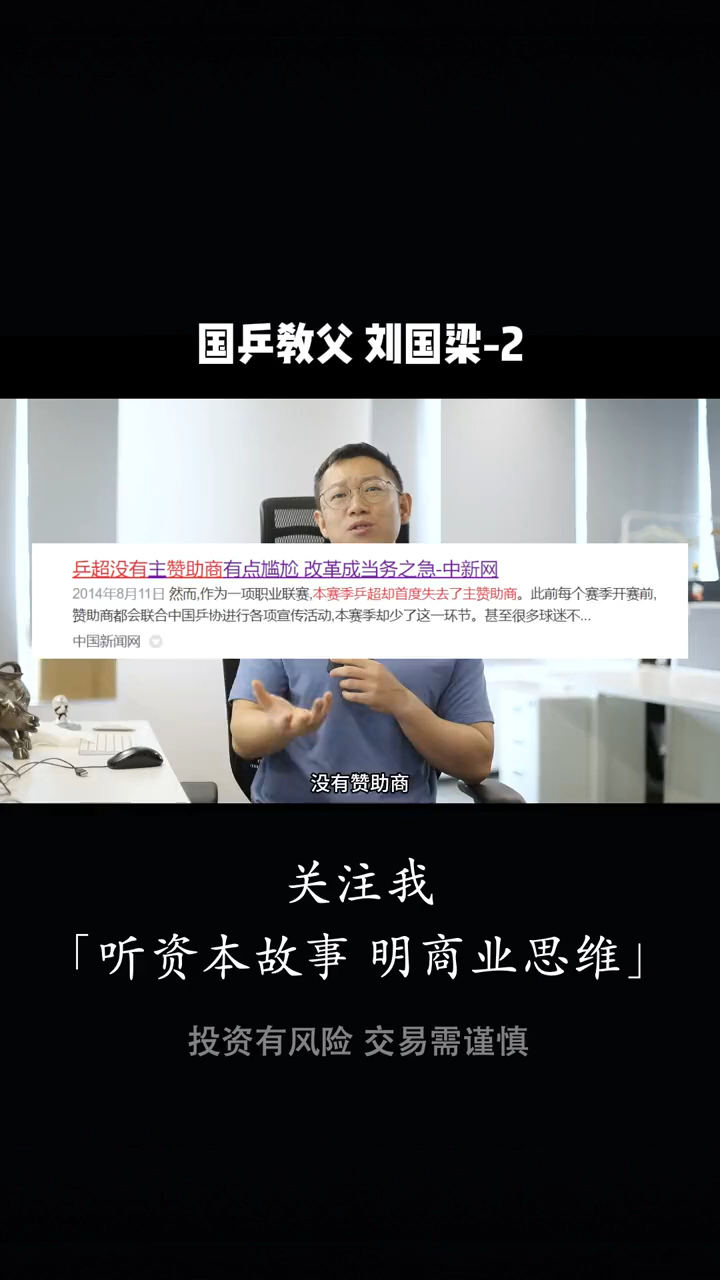 国乒教父 刘国梁-2
乒超没有主赞助商有点尴尬 改革成当务之急-中新网
2014年8月11日 然而,作为一项职业联赛,本赛季乒超却首度失去了主赞助商。此前每个赛季开赛前,
赞助商都会联合中国乒协进行各项宣传活动,本赛季却少了这一环节。甚至很多球迷不...
中国新闻网
没有赞助商
关注我
「听资本故事 明商业思维」
投资有风险 交易需谨慎